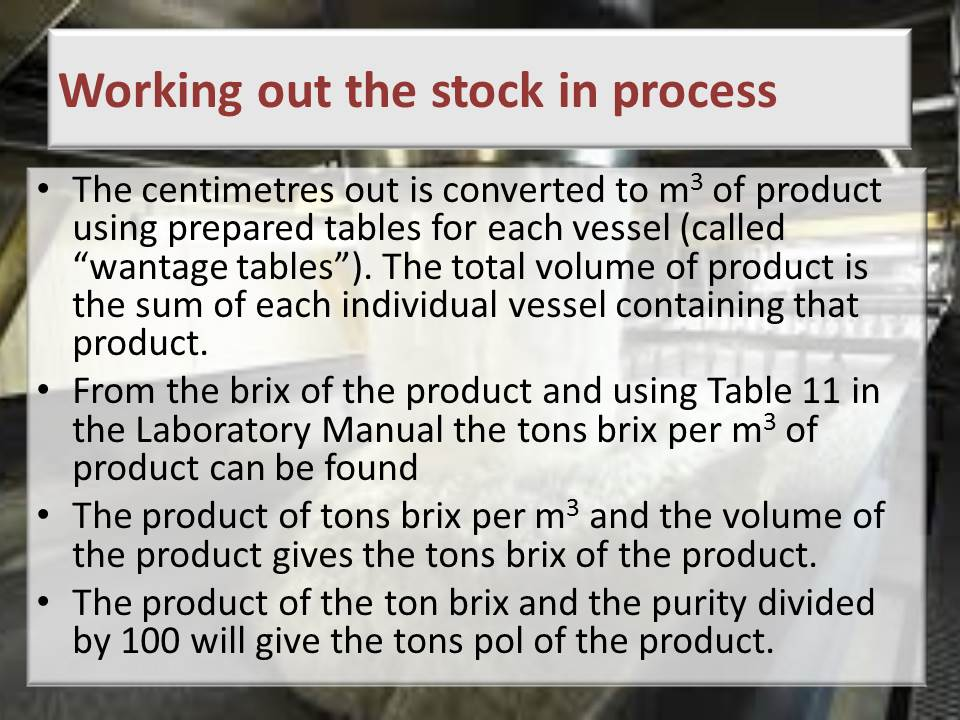 Working out the stock in process
• The centimetres out is converted to m³ of product
using prepared tables for each vessel (called
“wantage tables”). The total volume of product is
the sum of each individual vessel containing that
product.
• From the brix of the product and using Table 11 in
the Laboratory Manual the tons brix per m³ of
product can be found
• The product of tons brix per m³ and the volume of
the product gives the tons brix of the product.
• The product of the ton brix and the purity divided
by 100 will give the tons pol of the product.